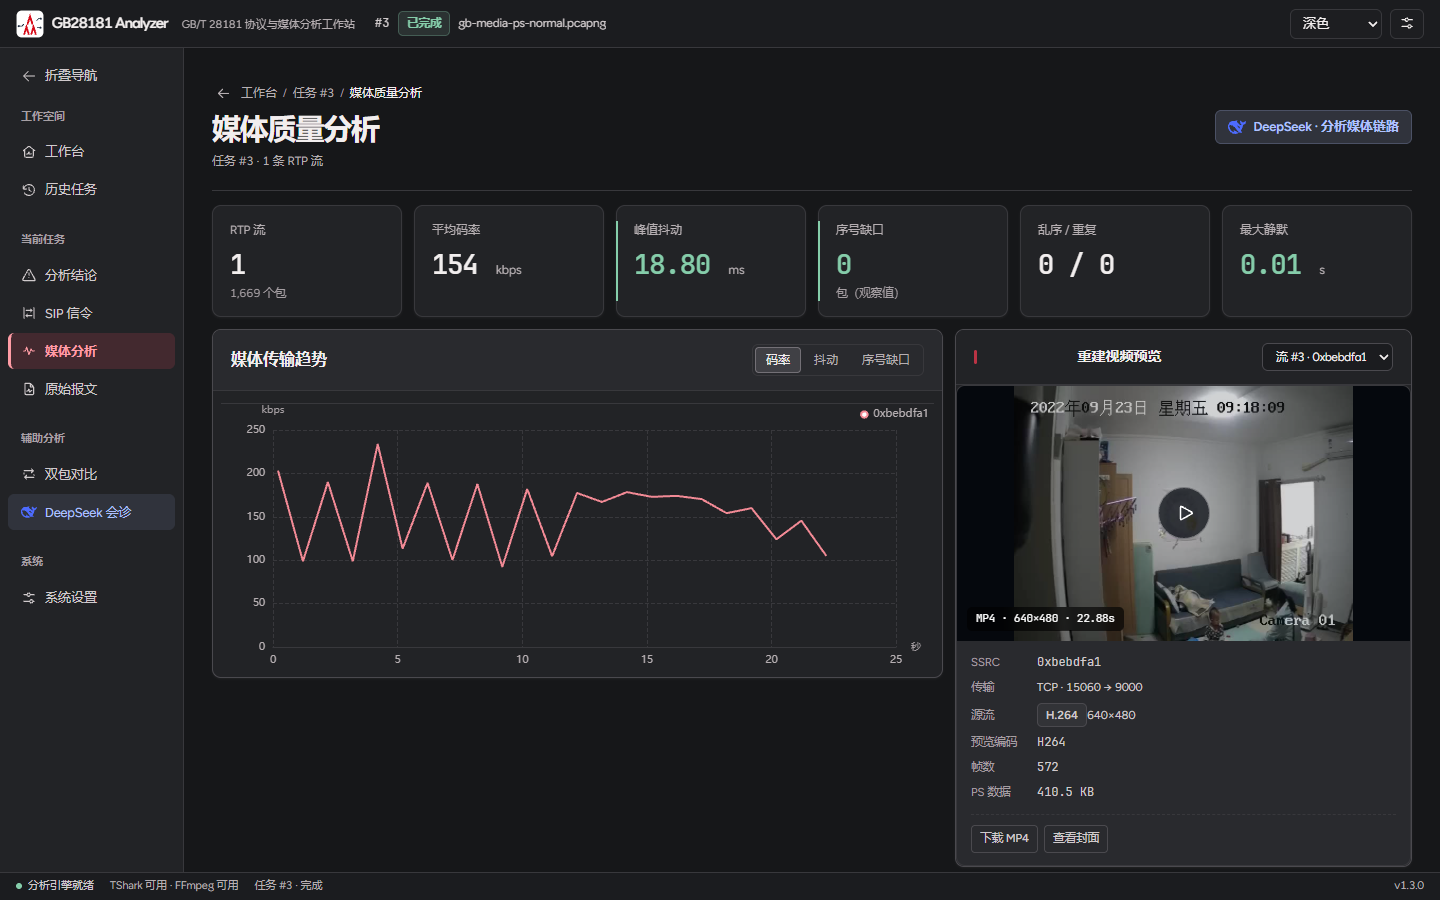 GB28181 Analyzer GB/T 28181 协议与媒体分析工作站 #3 已完成 gb-media-ps-normal.pcapng 深色
折叠导航
工作空间
工作台
历史任务
当前任务
分析结论
SIP 信令
媒体分析
原始报文
辅助分析
双包对比
DeepSeek 会诊
系统
系统设置
工作台 / 任务 #3 / 媒体质量分析
媒体质量分析
任务 #3 · 1 条 RTP 流
DeepSeek · 分析媒体链路
RTP 流
1
1,669 个包
平均码率
154 kbps
峰值抖动
18.80 ms
序号缺口
0
包（观察值）
乱序 / 重复
0 / 0
最大静默
0.01 s
媒体传输趋势
码率 抖动 序号缺口
kbps
0xbebdfa1
250
200
150
100
50
0
0 5 10 15 20 25
秒
重建视频预览
流 #3 · 0xbebdfa1
2022年09月23日 星期五 09:18:09
MP4 · 640×480 · 22.88s
Camera 01
SSRC 0xbebdfa1
传输 TCP · 15060 → 9000
源流 H.264 640×480
预览编码 H264
帧数 572
PS 数据 410.5 KB
下载 MP4 查看封面
分析引擎就绪 TShark 可用 · FFmpeg 可用 任务 #3 · 完成 v1.3.0